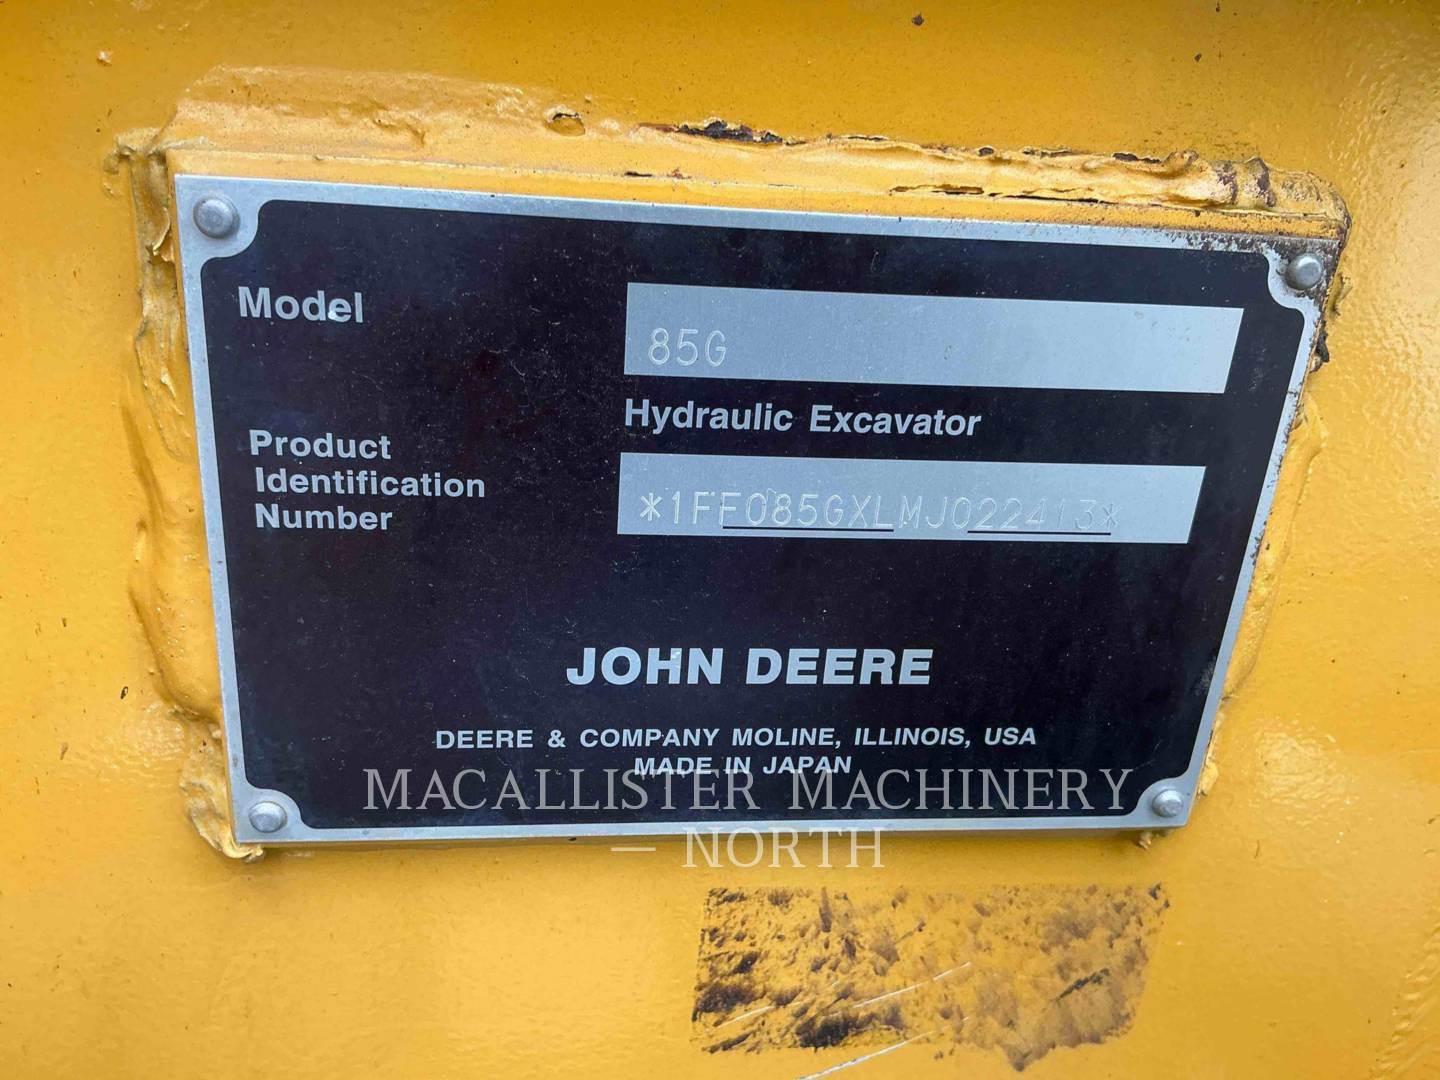 Model
85G
Hydraulic Excavator
Product
Identification
Number
*1FF085GXLMJ022413*
JOHN DEERE
DEERE & COMPANY MOLINE, ILLINOIS, USA
MADE IN JAPAN
MACALLISTER MACHINERY
— NORTH